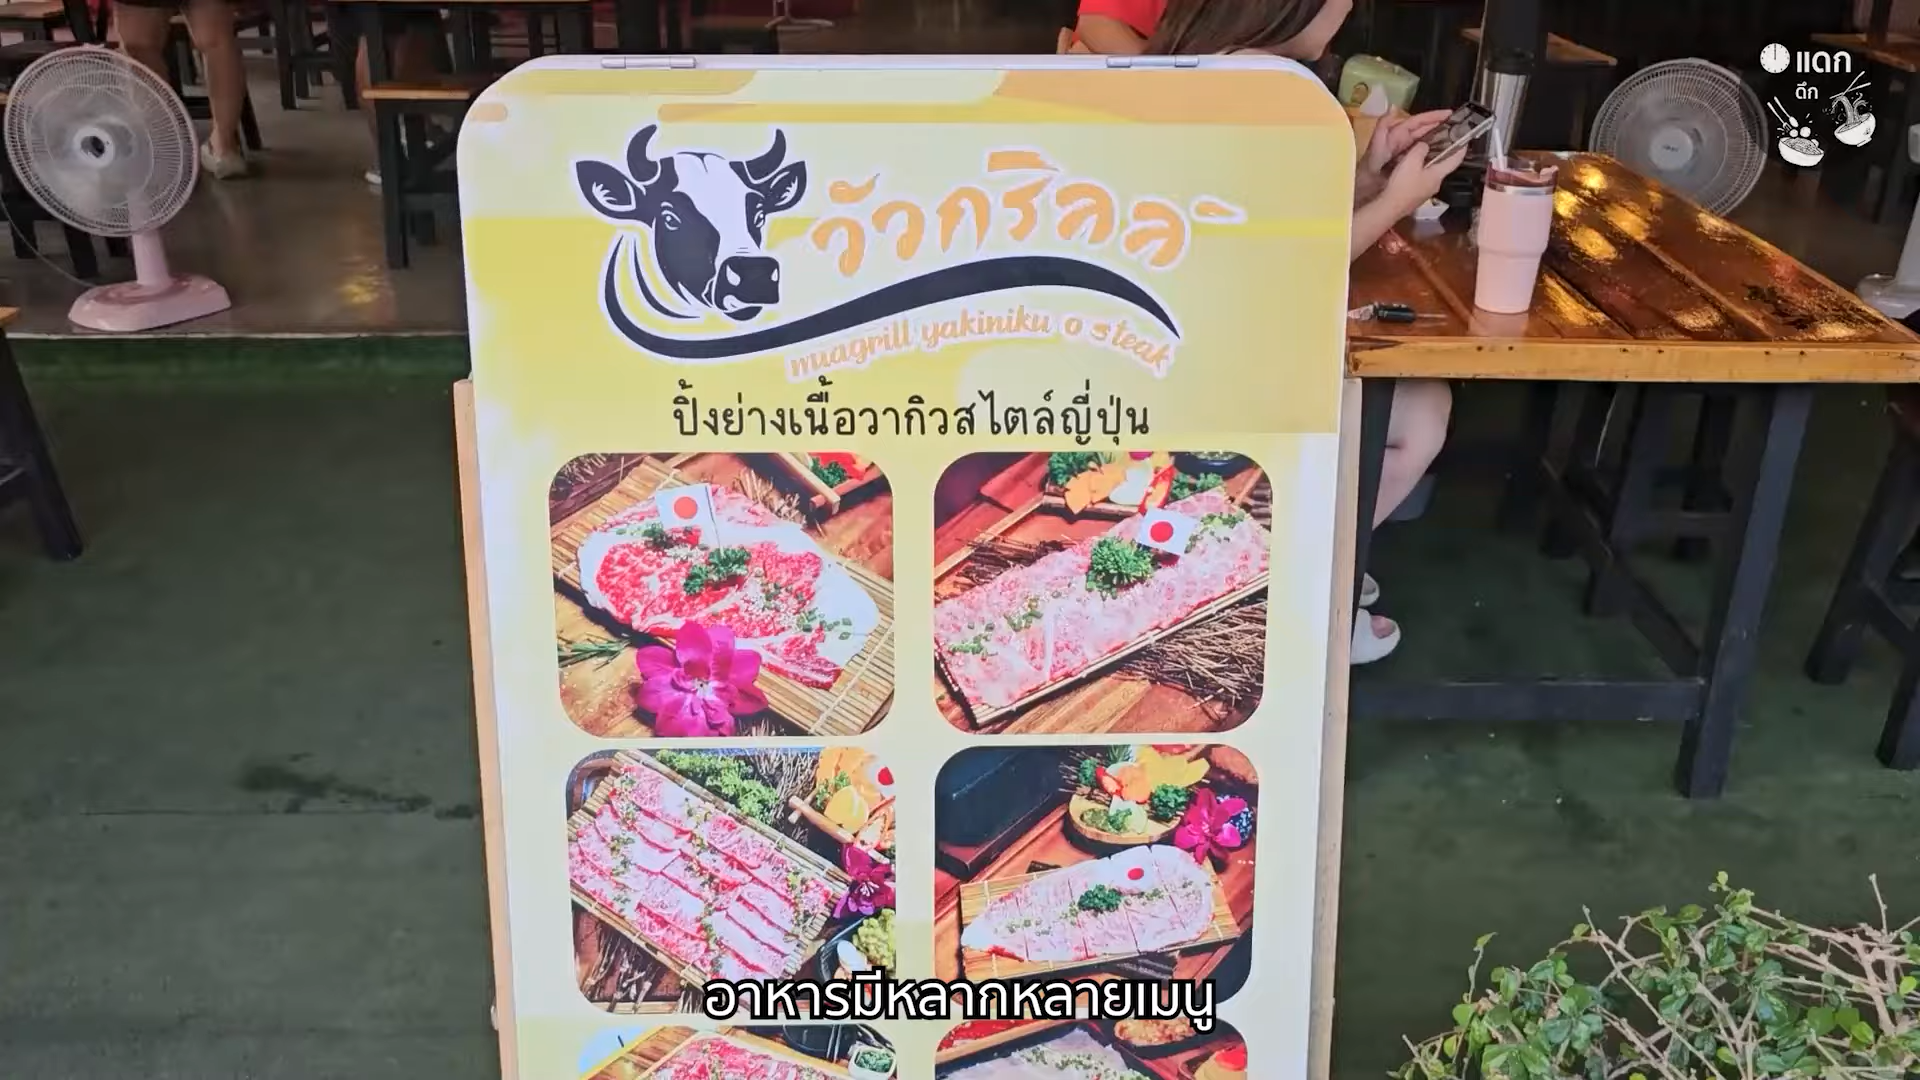 แดก
ดึก
วัวกริลล์
wuagrill yakiniku o steak
ปิ้งย่างเนื้อวากิวสไตล์ญี่ปุ่น
อาหารมีหลากหลายเมนู